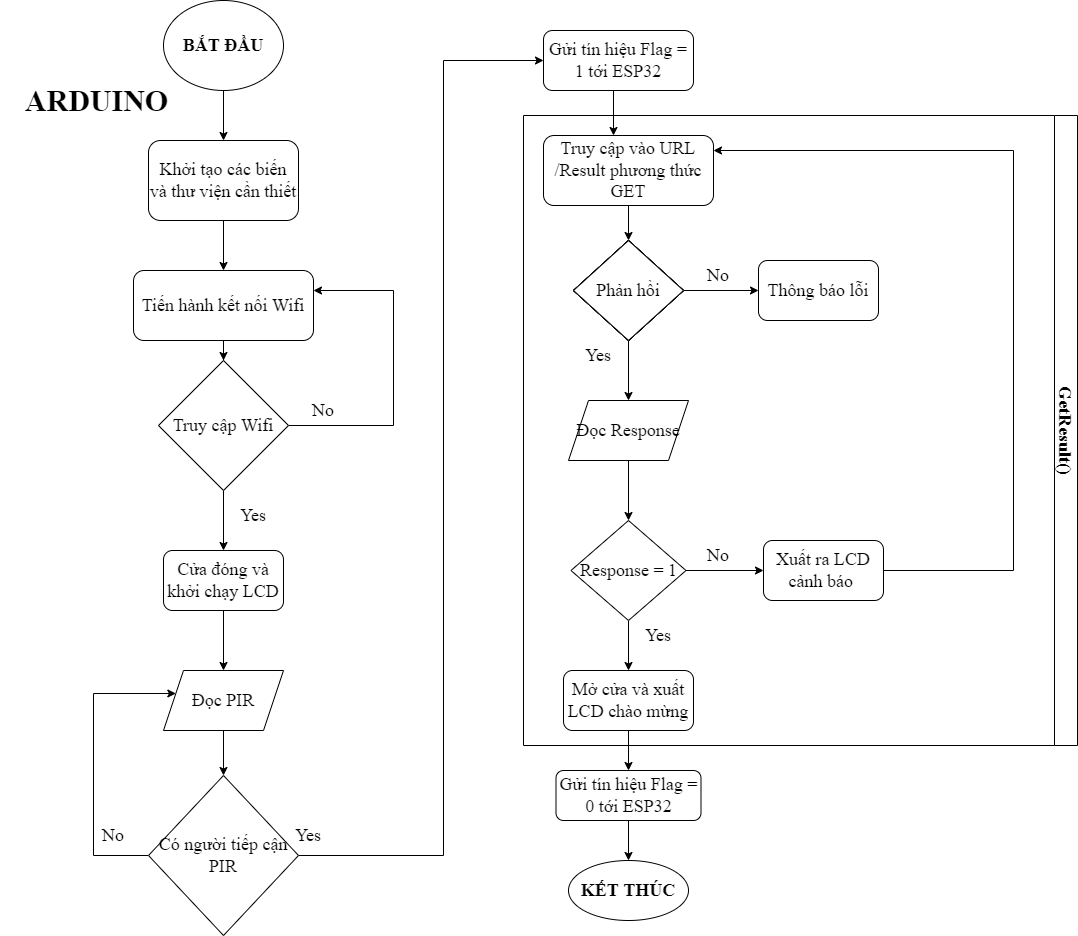 BẮT ĐẦU
ARDUINO
Khởi tạo các biến
và thư viện cần thiết
Tiến hành kết nối Wifi
Truy cập Wifi
No
Yes
Cửa đóng và
khởi chạy LCD
Đọc PIR
Có người tiếp cận
PIR
No
Yes
Gửi tín hiệu Flag =
1 tới ESP32
GetResult()
Truy cập vào URL
/Result phương thức
GET
Phản hồi
No
Thông báo lỗi
Yes
Đọc Response
Response = 1
No
Xuất ra LCD
cảnh báo
Yes
Mở cửa và xuất
LCD chào mừng
Gửi tín hiệu Flag =
0 tới ESP32
KẾT THÚC